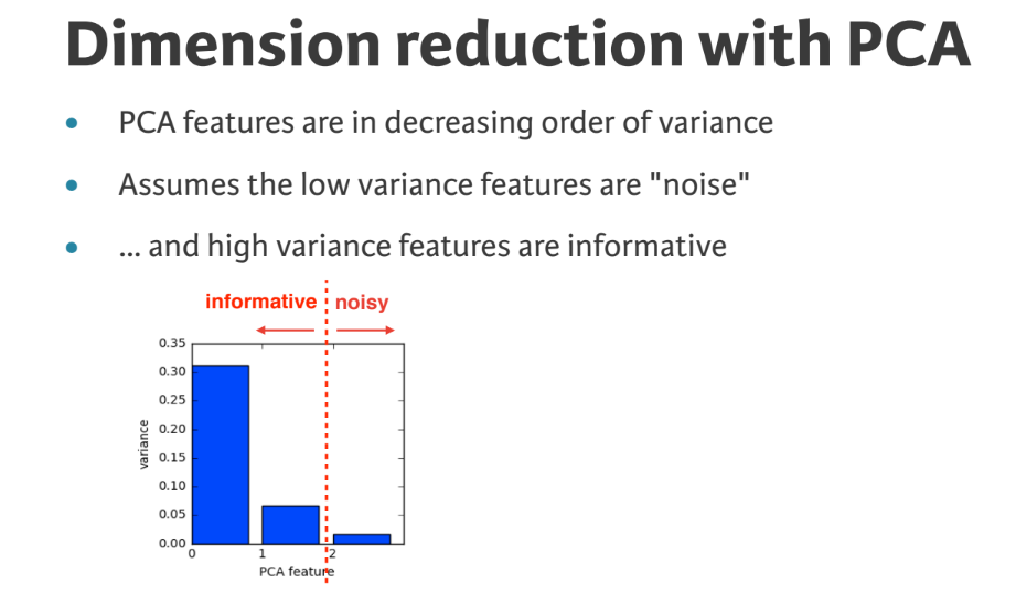 Dimension reduction with PCA
• PCA features are in decreasing order of variance
• Assumes the low variance features are "noise"
• ... and high variance features are informative
informative noisy
0.35
0.30
0.25
0.20
0.15
0.10
0.05
0.00
variance
0 1 2
PCA feature